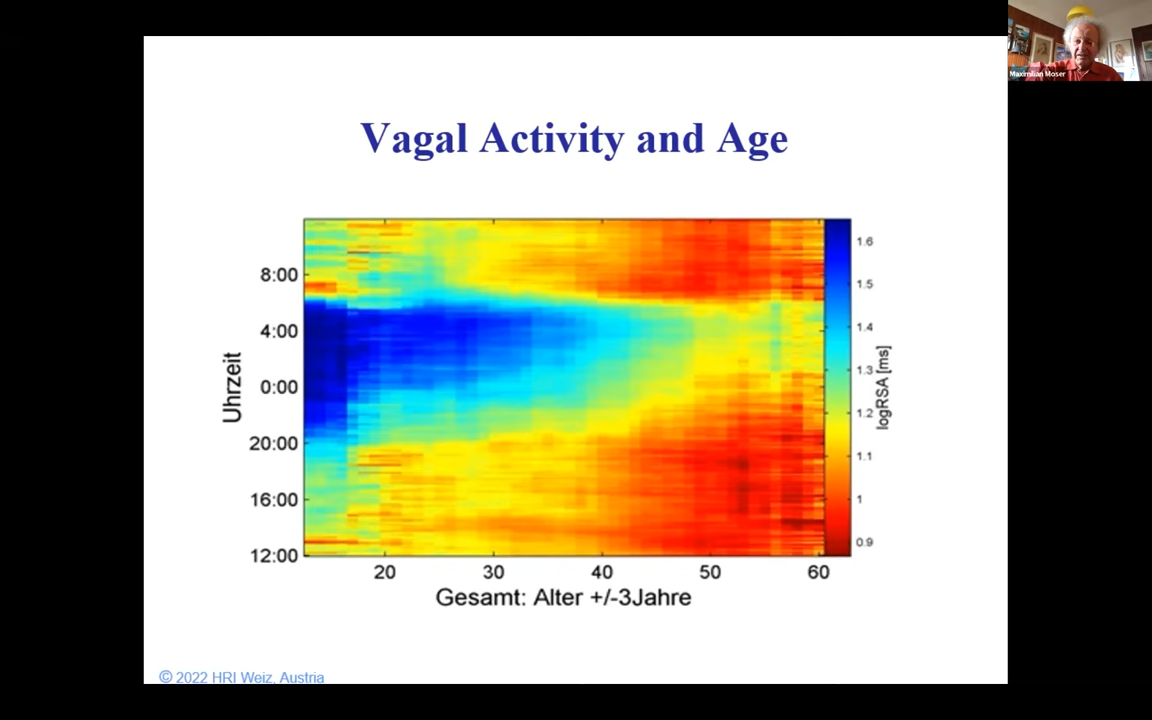 Maximilian Moser
Vagal Activity and Age
8:00
4:00
0:00
20:00
16:00
12:00
Uhrzeit
20 30 40 50 60
Gesamt: Alter +/-3Jahre
1.6
1.5
1.4
1.3
1.2
1.1
1
0.9
logRSA [ms]
© 2022 HRI Weiz, Austria